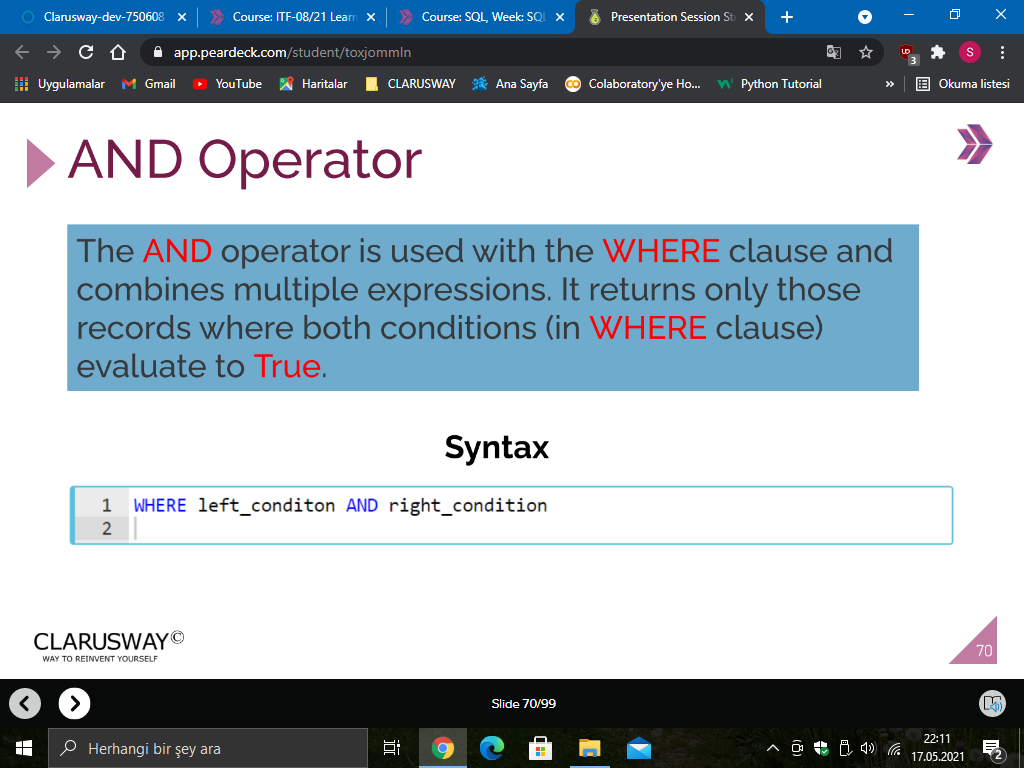 Clarusway-dev-750608
Course: ITF-08/21 Learn
Course: SQL, Week: SQL
Presentation Session St
app.peardeck.com/student/toxjommln
UD
3
S
Uygulamalar
Gmail
YouTube
Haritalar
CLARUSWAY
Ana Sayfa
Colaboratory'ye Ho...
Python Tutorial
»
Okuma listesi
AND Operator
The AND operator is used with the WHERE clause and
combines multiple expressions. It returns only those
records where both conditions (in WHERE clause)
evaluate to True.
Syntax
1 WHERE left_conditon AND right_condition
2
CLARUSWAY©
WAY TO REINVENT YOURSELF
70
Slide 70/99
Herhangi bir şey ara
22:11
17.05.2021
2